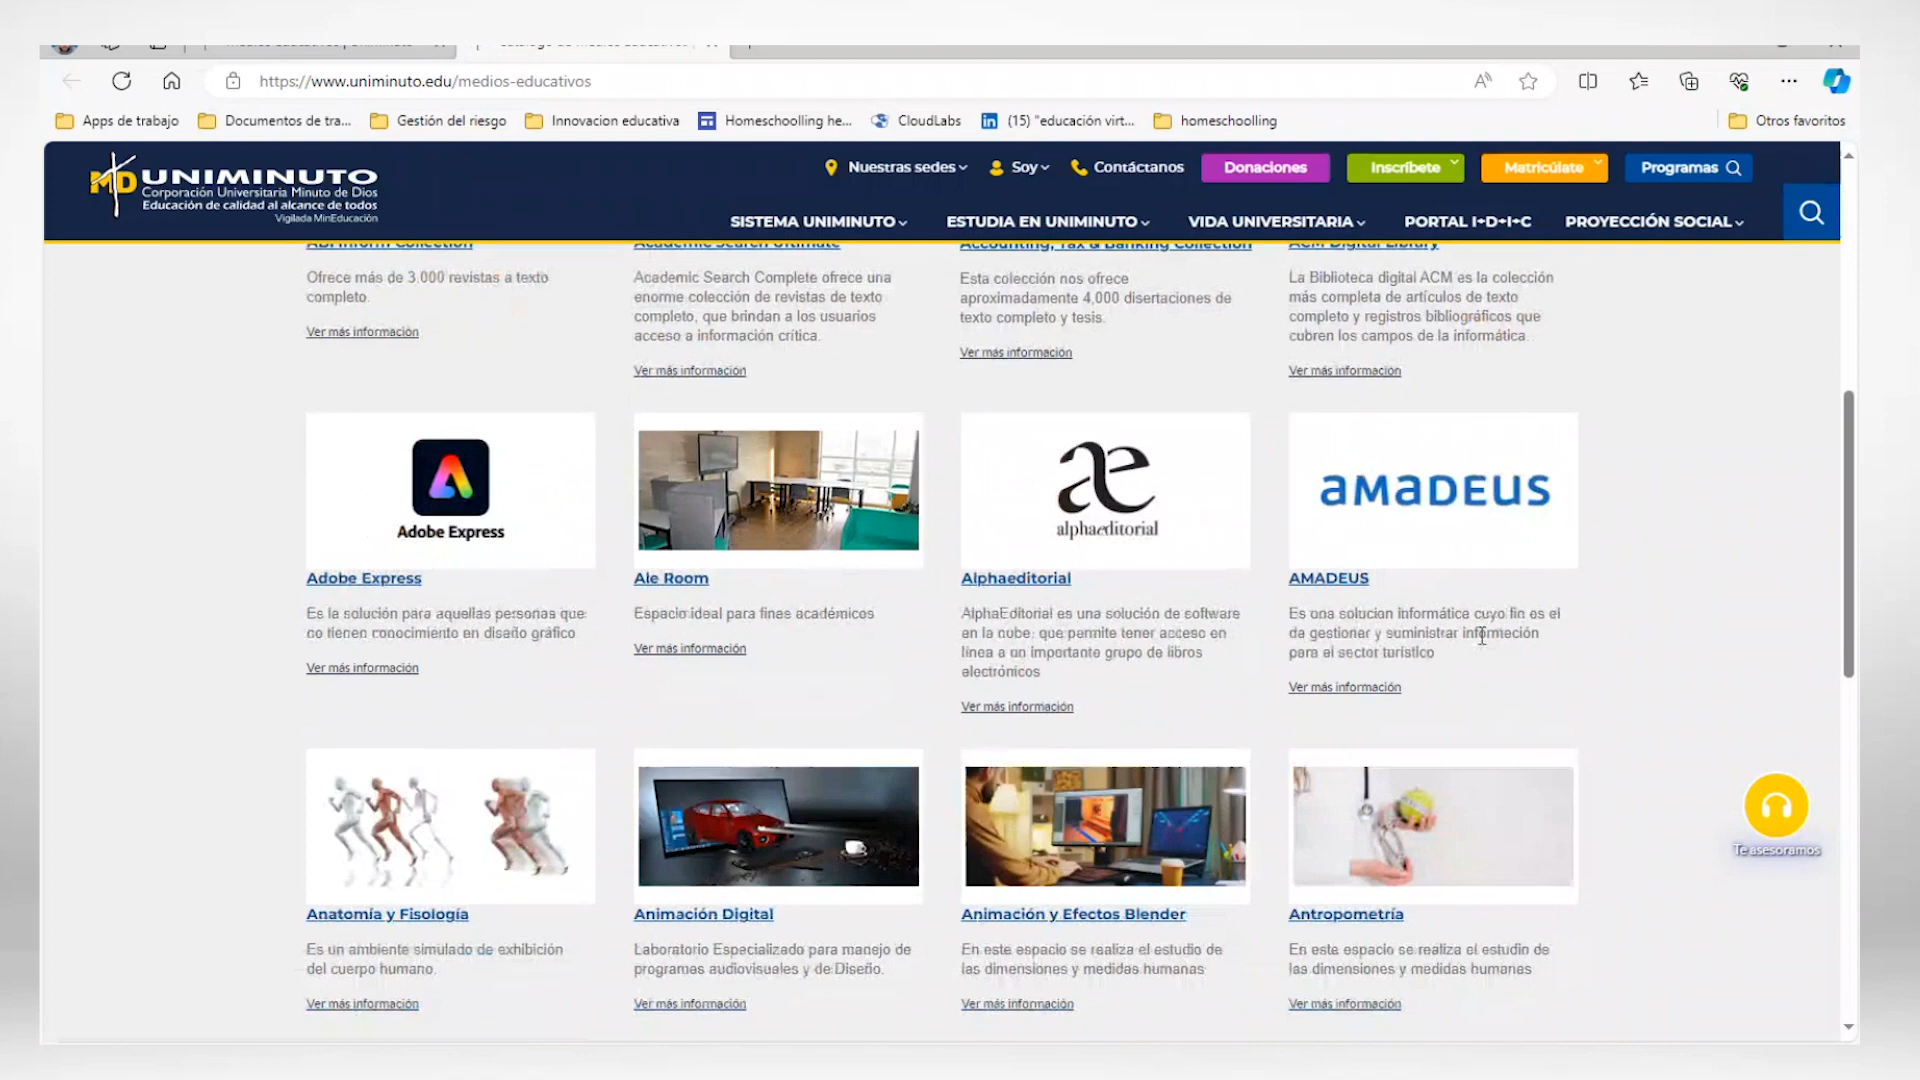 https://www.uniminuto.edu/medios-educativos
Apps de trabajo
Documentos de tra...
Gestión del riesgo
Innovacion educativa
Homeschoolling he...
CloudLabs
(15) "educación virt...
homeschoolling
Otros favoritos
UNIMINUTO
Corporación Universitaria Minuto de Dios
Educación de calidad al alcance de todos
Vigilada MinEducación
Nuestras sedes
Soy
Contáctanos
Donaciones
Inscríbete
Matricúlate
Programas
SISTEMA UNIMINUTO
ESTUDIA EN UNIMINUTO
VIDA UNIVERSITARIA
PORTAL I+D+I+C
PROYECCIÓN SOCIAL
ABI Inform Collection
Ofrece más de 3.000 revistas a texto
completo.
Ver más información
Academic Search Ultimate
Academic Search Complete ofrece una
enorme colección de revistas de texto
completo, que brindan a los usuarios
acceso a información crítica.
Ver más información
Accounting, Tax & Banking Collection
Esta colección nos ofrece
aproximadamente 4,000 disertaciones de
texto completo y tesis.
Ver más información
ACM Digital Library
La Biblioteca digital ACM es la colección
más completa de artículos de texto
completo y registros bibliográficos que
cubren los campos de la informática.
Ver más información
Adobe Express
Adobe Express
Es la solución para aquellas personas que
no tienen conocimiento en diseño gráfico
Ver más información
Ale Room
Espacio ideal para fines académicos
Ver más información
æ
alphaeditorial
Alphaeditorial
AlphaEditorial es una solución de software
en la nube, que permite tener acceso en
línea a un importante grupo de libros
electrónicos
Ver más información
amadeus
AMADEUS
Es una solucion informática cuyo fin es el
de gestionar y suministrar información
para el sector turístico
Ver más información
Anatomía y Fisología
Es un ambiente simulado de exhibición
del cuerpo humano.
Ver más información
Animación Digital
Laboratorio Especializado para manejo de
programas audiovisuales y de Diseño.
Ver más información
Animación y Efectos Blender
En este espacio se realiza el estudio de
las dimensiones y medidas humanas
Ver más información
Antropometría
En este espacio se realiza el estudio de
las dimensiones y medidas humanas
Ver más información
Te asesoramos